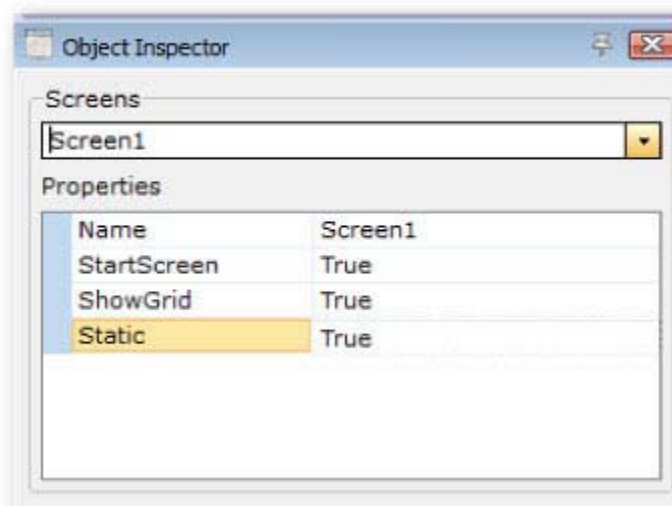 Object Inspector
Screens
Screen1
Properties
Name Screen1
StartScreen True
ShowGrid True
Static True